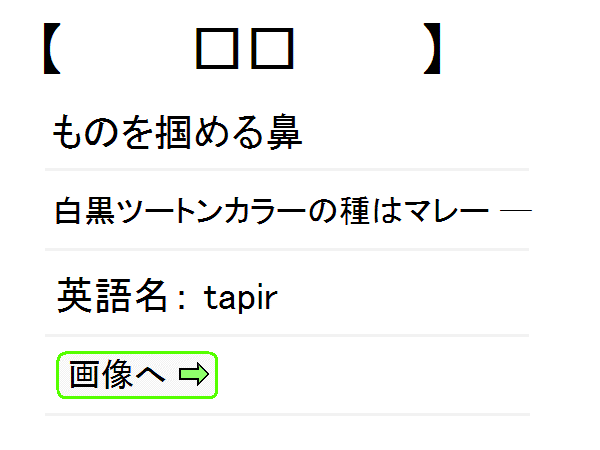 【 □□ 】
ものを掴める鼻
白黒ツートンカラーの種はマレー ―
英語名： tapir
画像へ ⇨